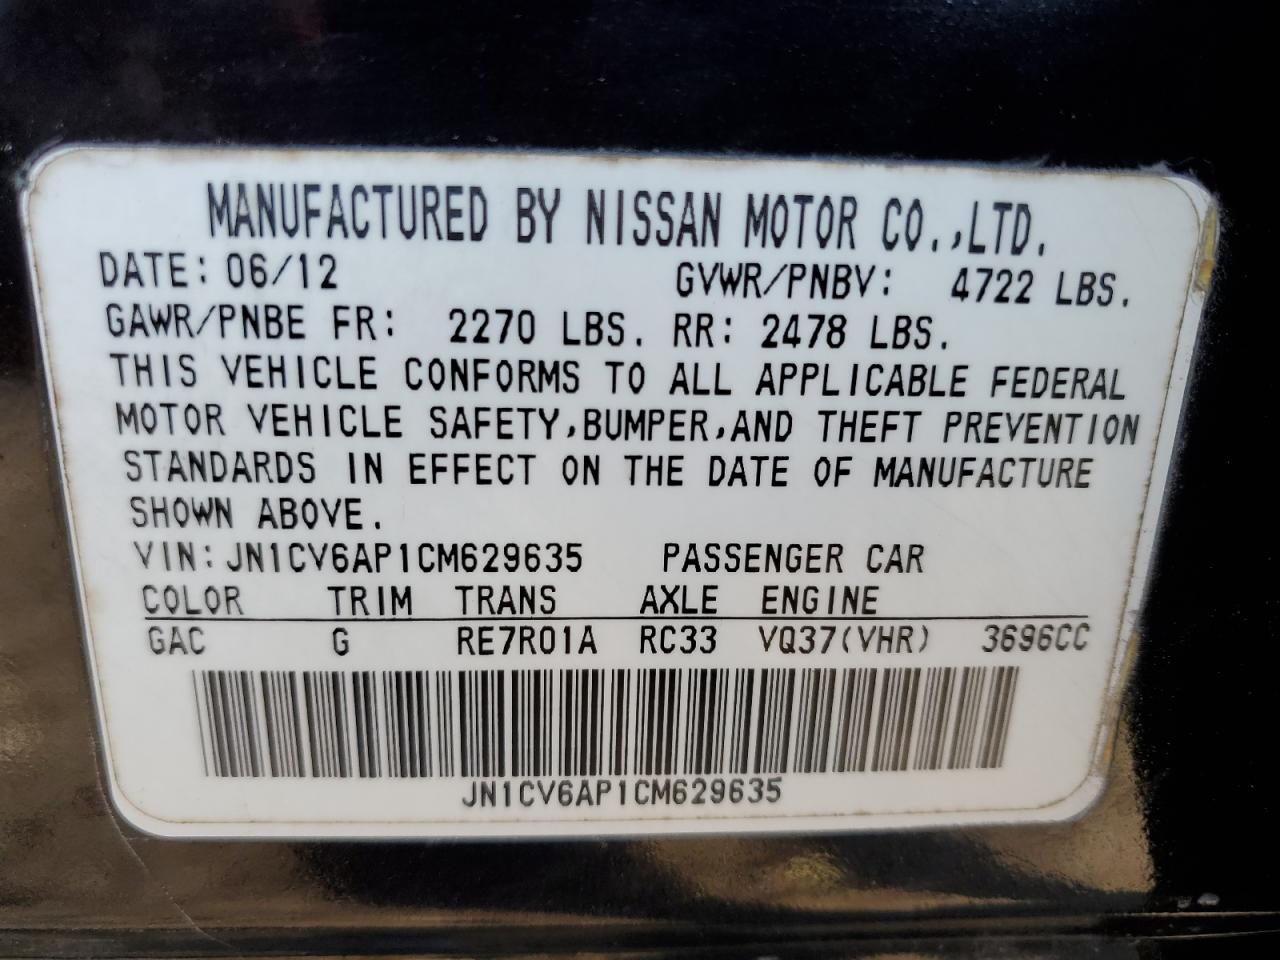 MANUFACTURED BY NISSAN MOTOR CO.,LTD.
DATE: 06/12 GVWR/PNBV: 4722 LBS.
GAWR/PNBE FR: 2270 LBS. RR: 2478 LBS.
THIS VEHICLE CONFORMS TO ALL APPLICABLE FEDERAL
MOTOR VEHICLE SAFETY,BUMPER,AND THEFT PREVENTION
STANDARDS IN EFFECT ON THE DATE OF MANUFACTURE
SHOWN ABOVE.
VIN: JN1CV6AP1CM629635 PASSENGER CAR
COLOR TRIM TRANS AXLE ENGINE
GAC G RE7R01A RC33 VQ37(VHR) 3696CC
JN1CV6AP1CM629635